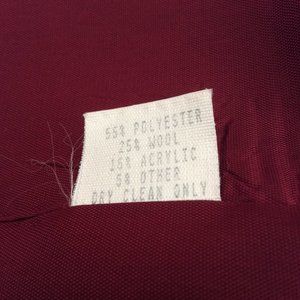 55% POLYESTER
25% WOOL
15% ACRYLIC
5% OTHER
DRY CLEAN ONLY